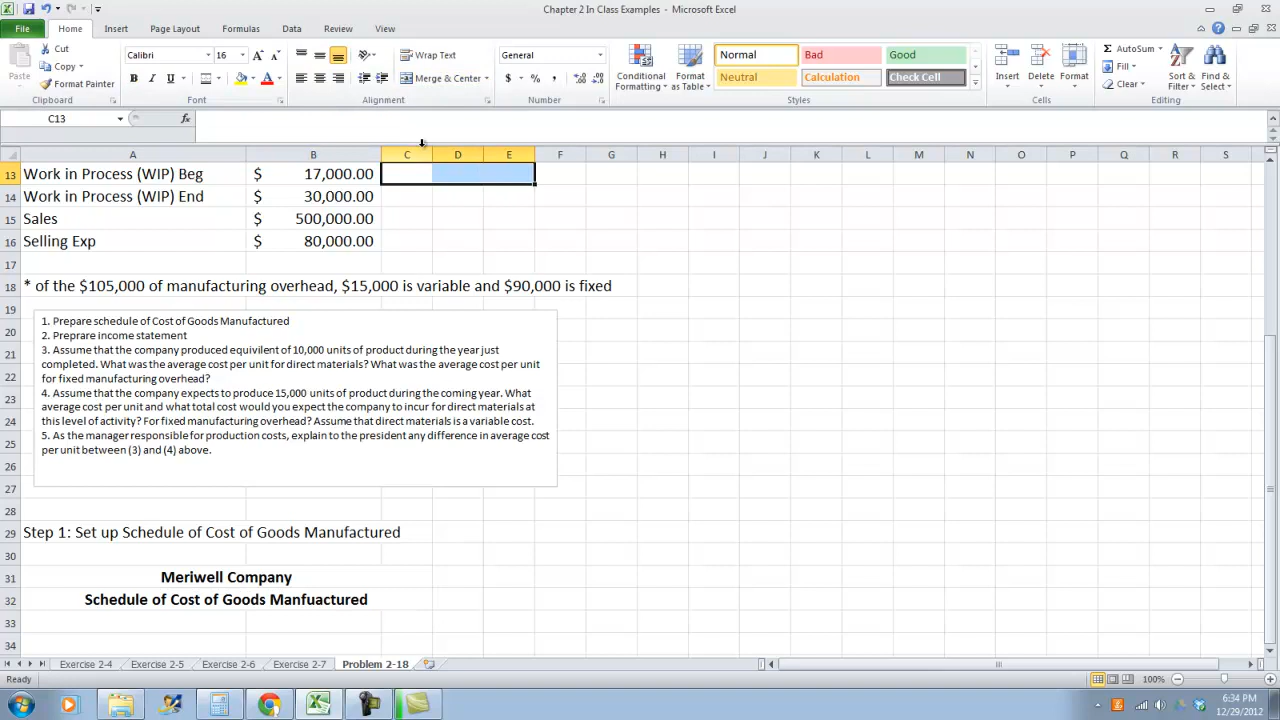 Chapter 2 In Class Examples - Microsoft Excel
File Home Insert Page Layout Formulas Data Review View
Cut
Copy
Format Painter
Paste
Clipboard
Calibri 16
B I U
Font
Wrap Text
Merge & Center
Alignment
General
$ % ,
Number
Conditional Formatting
Format as Table
Normal Bad Good
Neutral Calculation Check Cell
Styles
Insert Delete Format
Cells
AutoSum
Fill
Clear
Sort & Filter
Find & Select
Editing
C13 fx
A B C D E F G H I J K L M N O P Q R S
13 Work in Process (WIP) Beg $ 17,000.00
14 Work in Process (WIP) End $ 30,000.00
15 Sales $ 500,000.00
16 Selling Exp $ 80,000.00
17
18 * of the $105,000 of manufacturing overhead, $15,000 is variable and $90,000 is fixed
19
20
21
22
23
24
25
26
27
28
1. Prepare schedule of Cost of Goods Manufactured
2. Preprare income statement
3. Assume that the company produced equivilent of 10,000 units of product during the year just
completed. What was the average cost per unit for direct materials? What was the average cost per unit
for fixed manufacturing overhead?
4. Assume that the company expects to produce 15,000 units of product during the coming year. What
average cost per unit and what total cost would you expect the company to incur for direct materials at
this level of activity? For fixed manufacturing overhead? Assume that direct materials is a variable cost.
5. As the manager responsible for production costs, explain to the president any difference in average cost
per unit between (3) and (4) above.
29 Step 1: Set up Schedule of Cost of Goods Manufactured
30
31 Meriwell Company
32 Schedule of Cost of Goods Manfuactured
33
34
Exercise 2-4 Exercise 2-5 Exercise 2-6 Exercise 2-7 Problem 2-18
Ready 100%
6:34 PM
12/29/2012